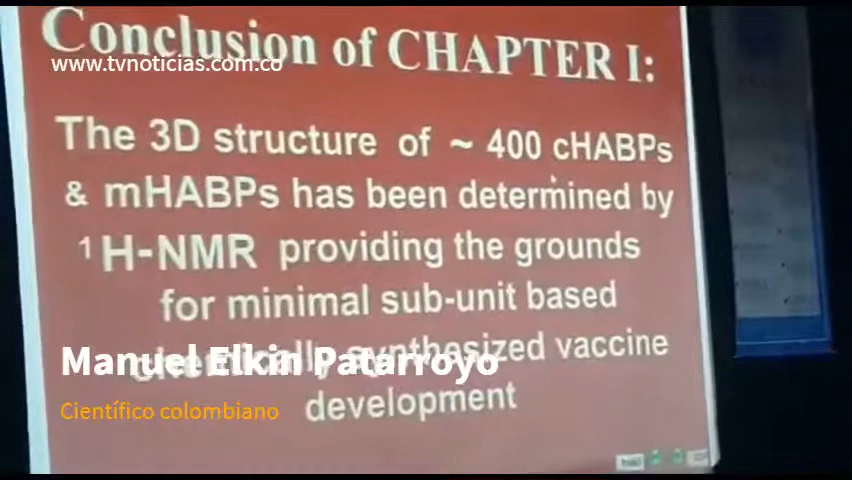 Conclusion of CHAPTER I:
www.tvnoticias.com.co
The 3D structure of ~ 400 cHABPs
& mHABPs has been determined by
¹H-NMR providing the grounds
for minimal sub-unit based
chemically synthesized vaccine
Manuel Elkin Patarroyo
Científico colombiano
development